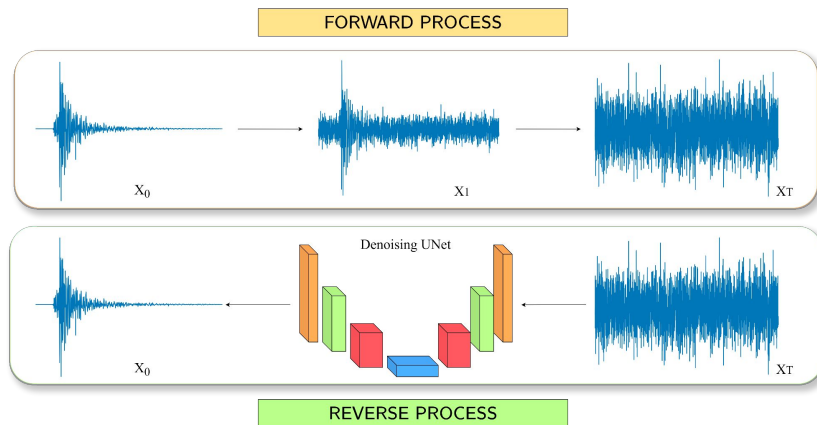 FORWARD PROCESS
X0
X1
XT
Denoising UNet
X0
XT
REVERSE PROCESS